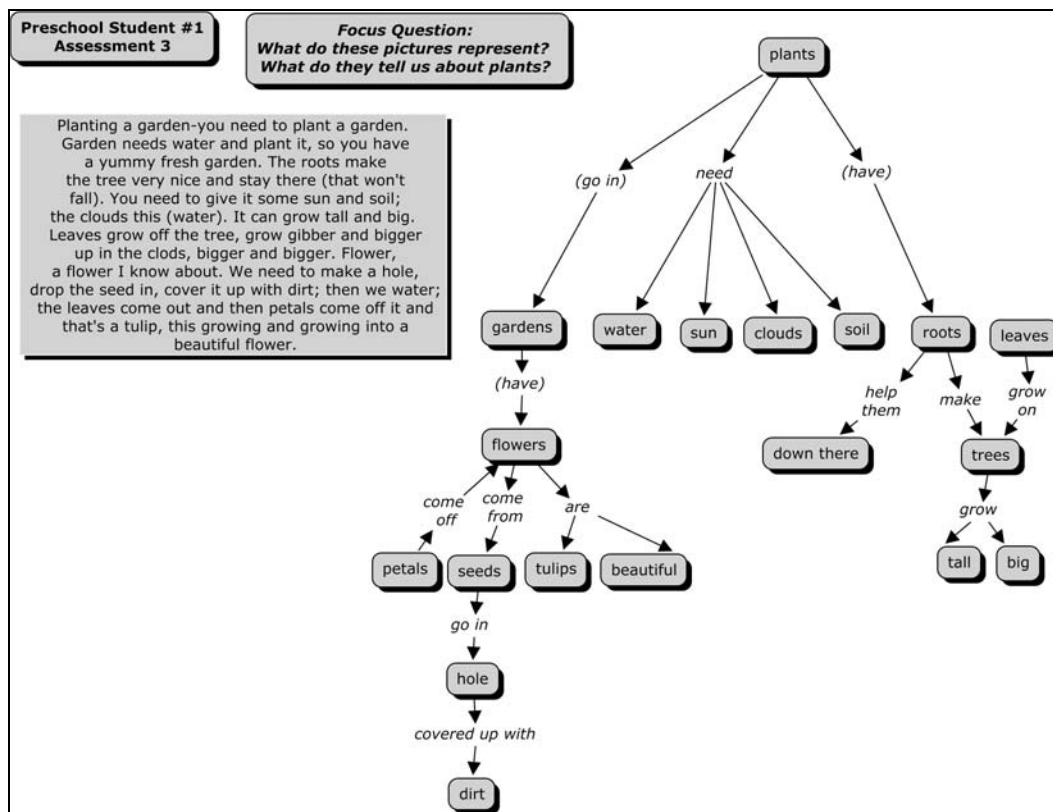 Preschool Student #1
Assessment 3
Focus Question:
What do these pictures represent?
What do they tell us about plants?
Planting a garden-you need to plant a garden.
Garden needs water and plant it, so you have
a yummy fresh garden. The roots make
the tree very nice and stay there (that won't
fall). You need to give it some sun and soil;
the clouds this (water). It can grow tall and big.
Leaves grow off the tree, grow gibber and bigger
up in the clods, bigger and bigger. Flower,
a flower I know about. We need to make a hole,
drop the seed in, cover it up with dirt; then we water;
the leaves come out and then petals come off it and
that's a tulip, this growing and growing into a
beautiful flower.
plants
(go in)
need
(have)
gardens
water
sun
clouds
soil
roots
leaves
(have)
help
them
make
grow
on
flowers
down there
trees
come
off
come
from
are
grow
petals
seeds
tulips
beautiful
tall
big
go in
hole
covered up with
dirt